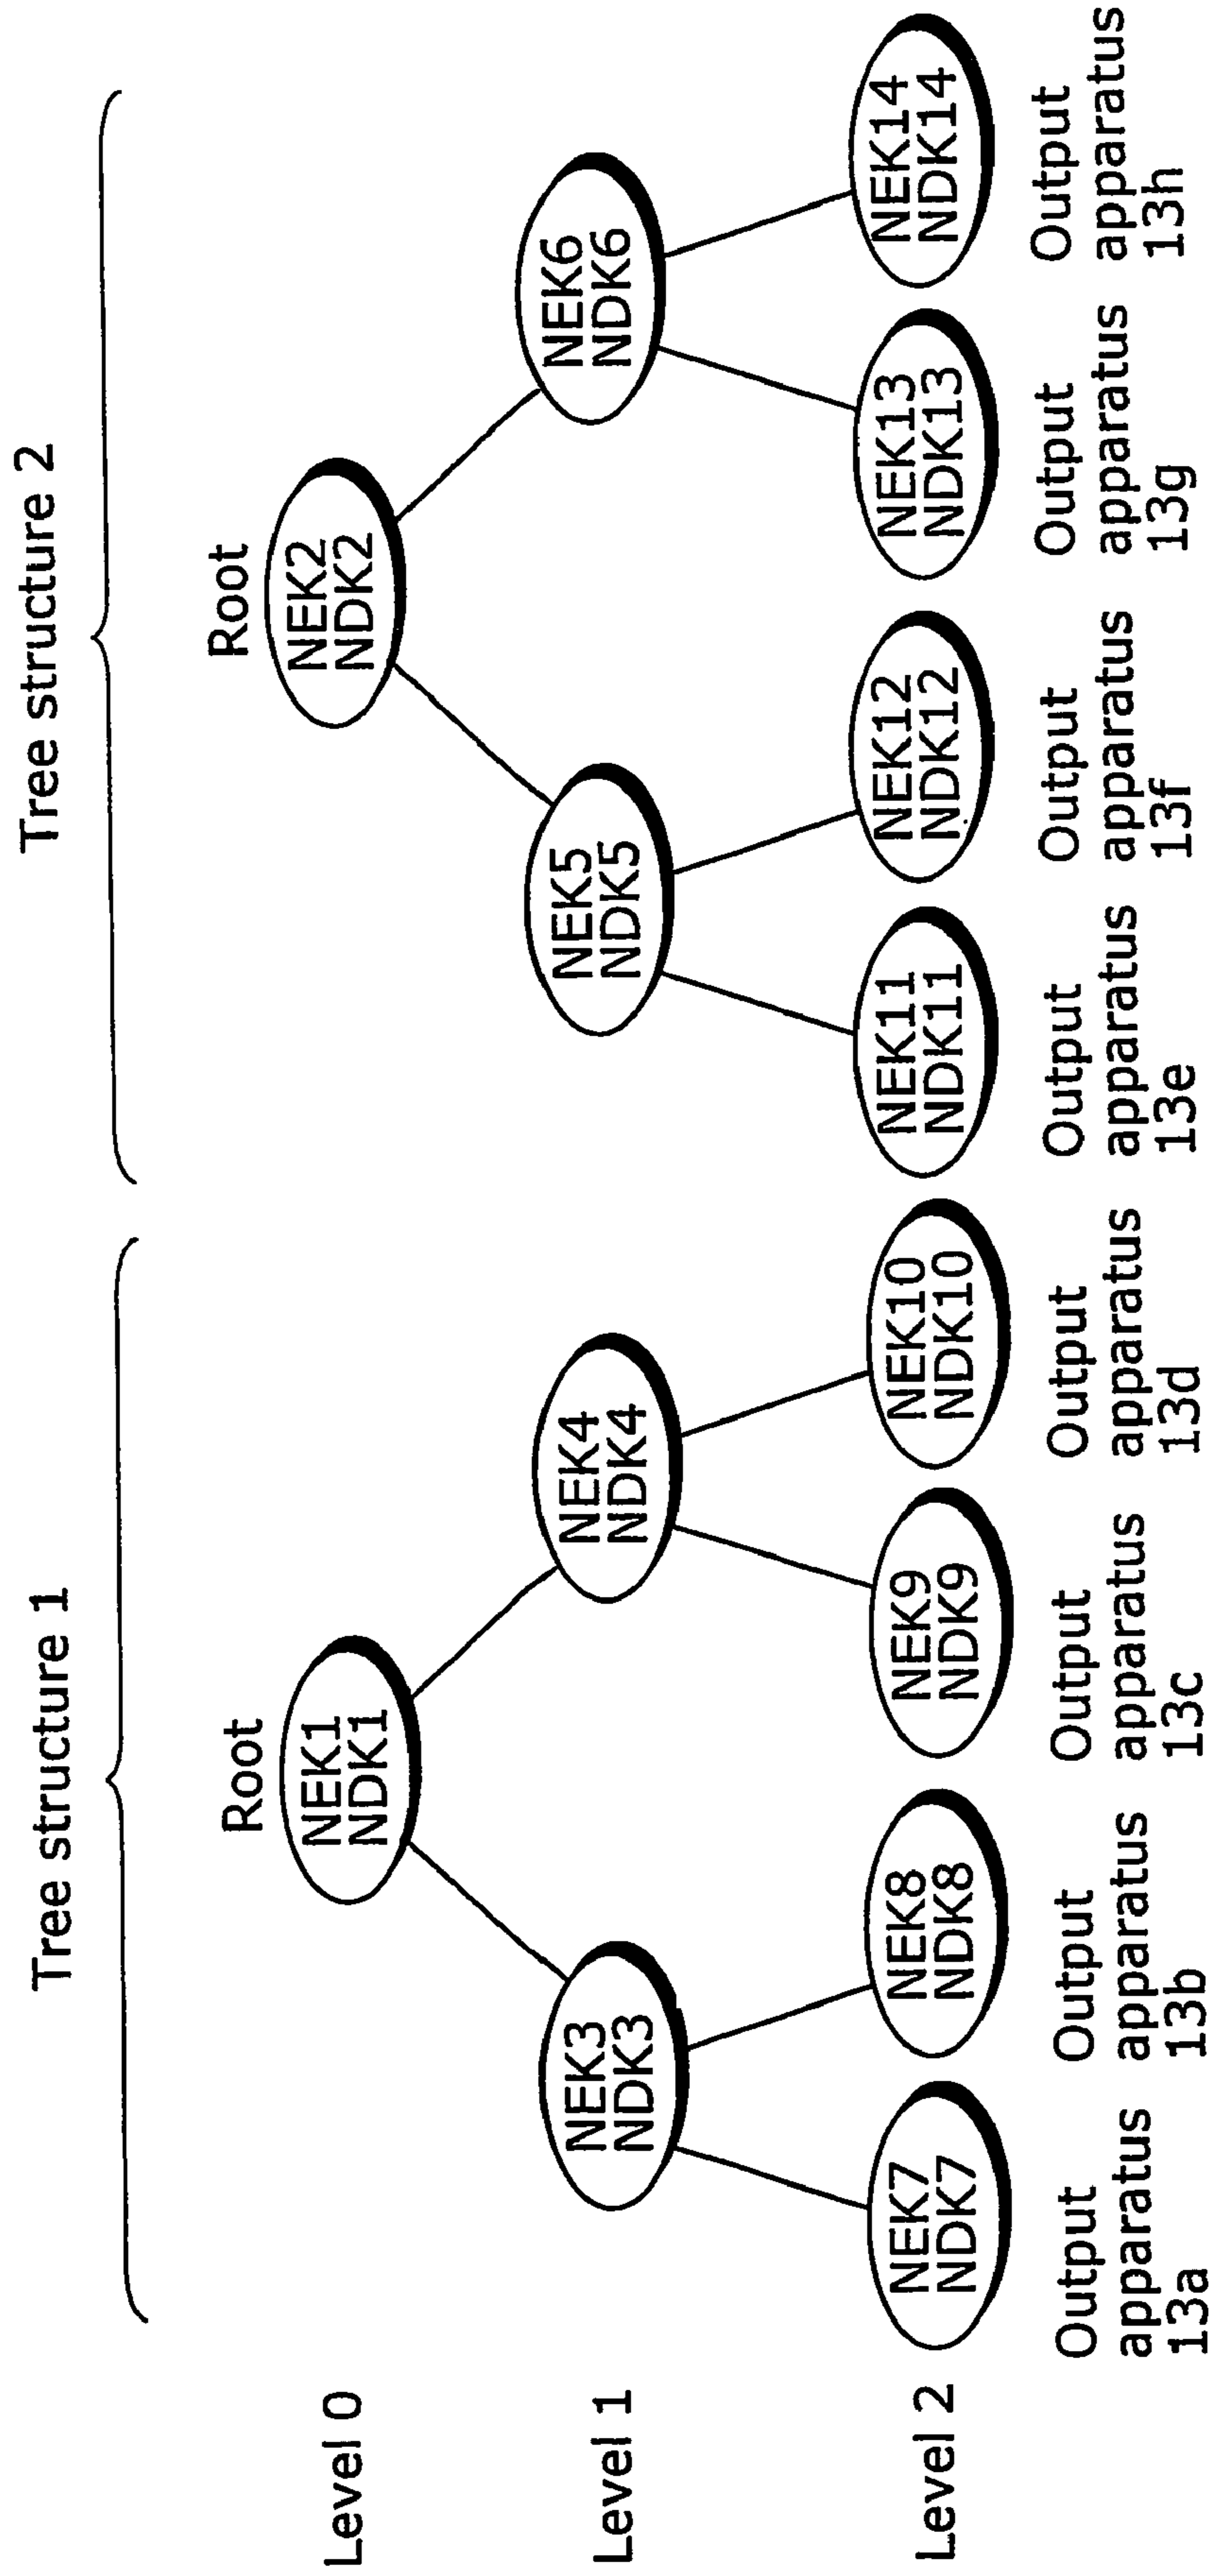 Tree structure 1
Tree structure 2
Root
Root
Level 0
NEK1
NDK1
NEK2
NDK2
Level 1
NEK3
NDK3
NEK4
NDK4
NEK5
NDK5
NEK6
NDK6
Level 2
NEK7
NDK7
NEK8
NDK8
NEK9
NDK9
NEK10
NDK10
NEK11
NDK11
NEK12
NDK12
NEK13
NDK13
NEK14
NDK14
Output
apparatus
13a
Output
apparatus
13b
Output
apparatus
13c
Output
apparatus
13d
Output
apparatus
13e
Output
apparatus
13f
Output
apparatus
13g
Output
apparatus
13h